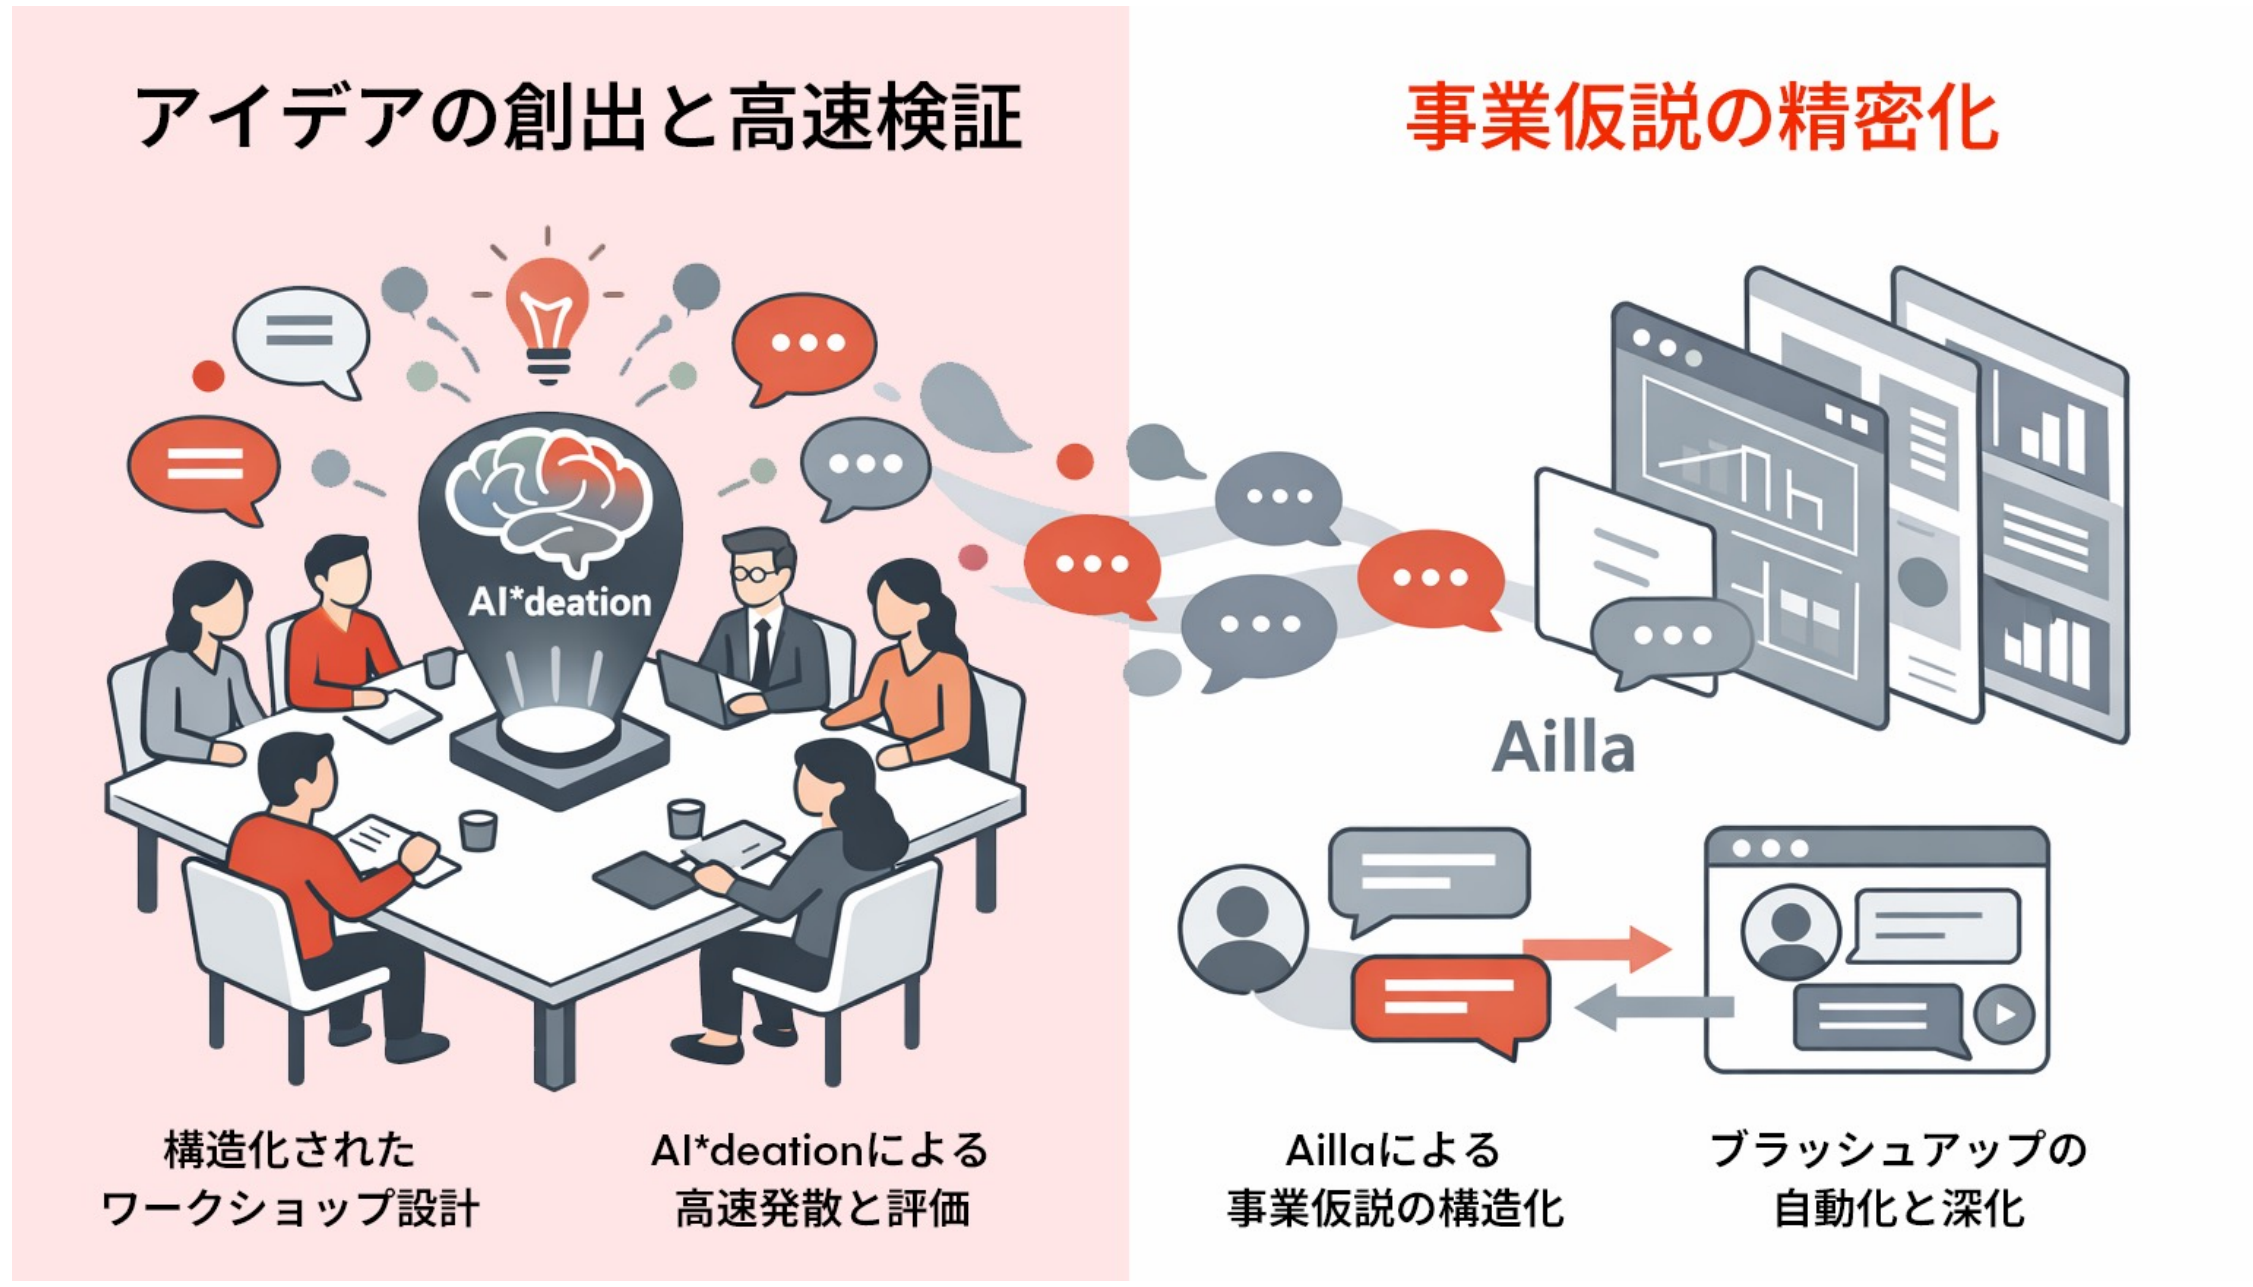 アイデアの創出と高速検証
事業仮説の精密化
AI*deation
Ailla
構造化された
ワークショップ設計
AI*deationによる
高速発散と評価
Aillaによる
事業仮説の構造化
ブラッシュアップの
自動化と深化